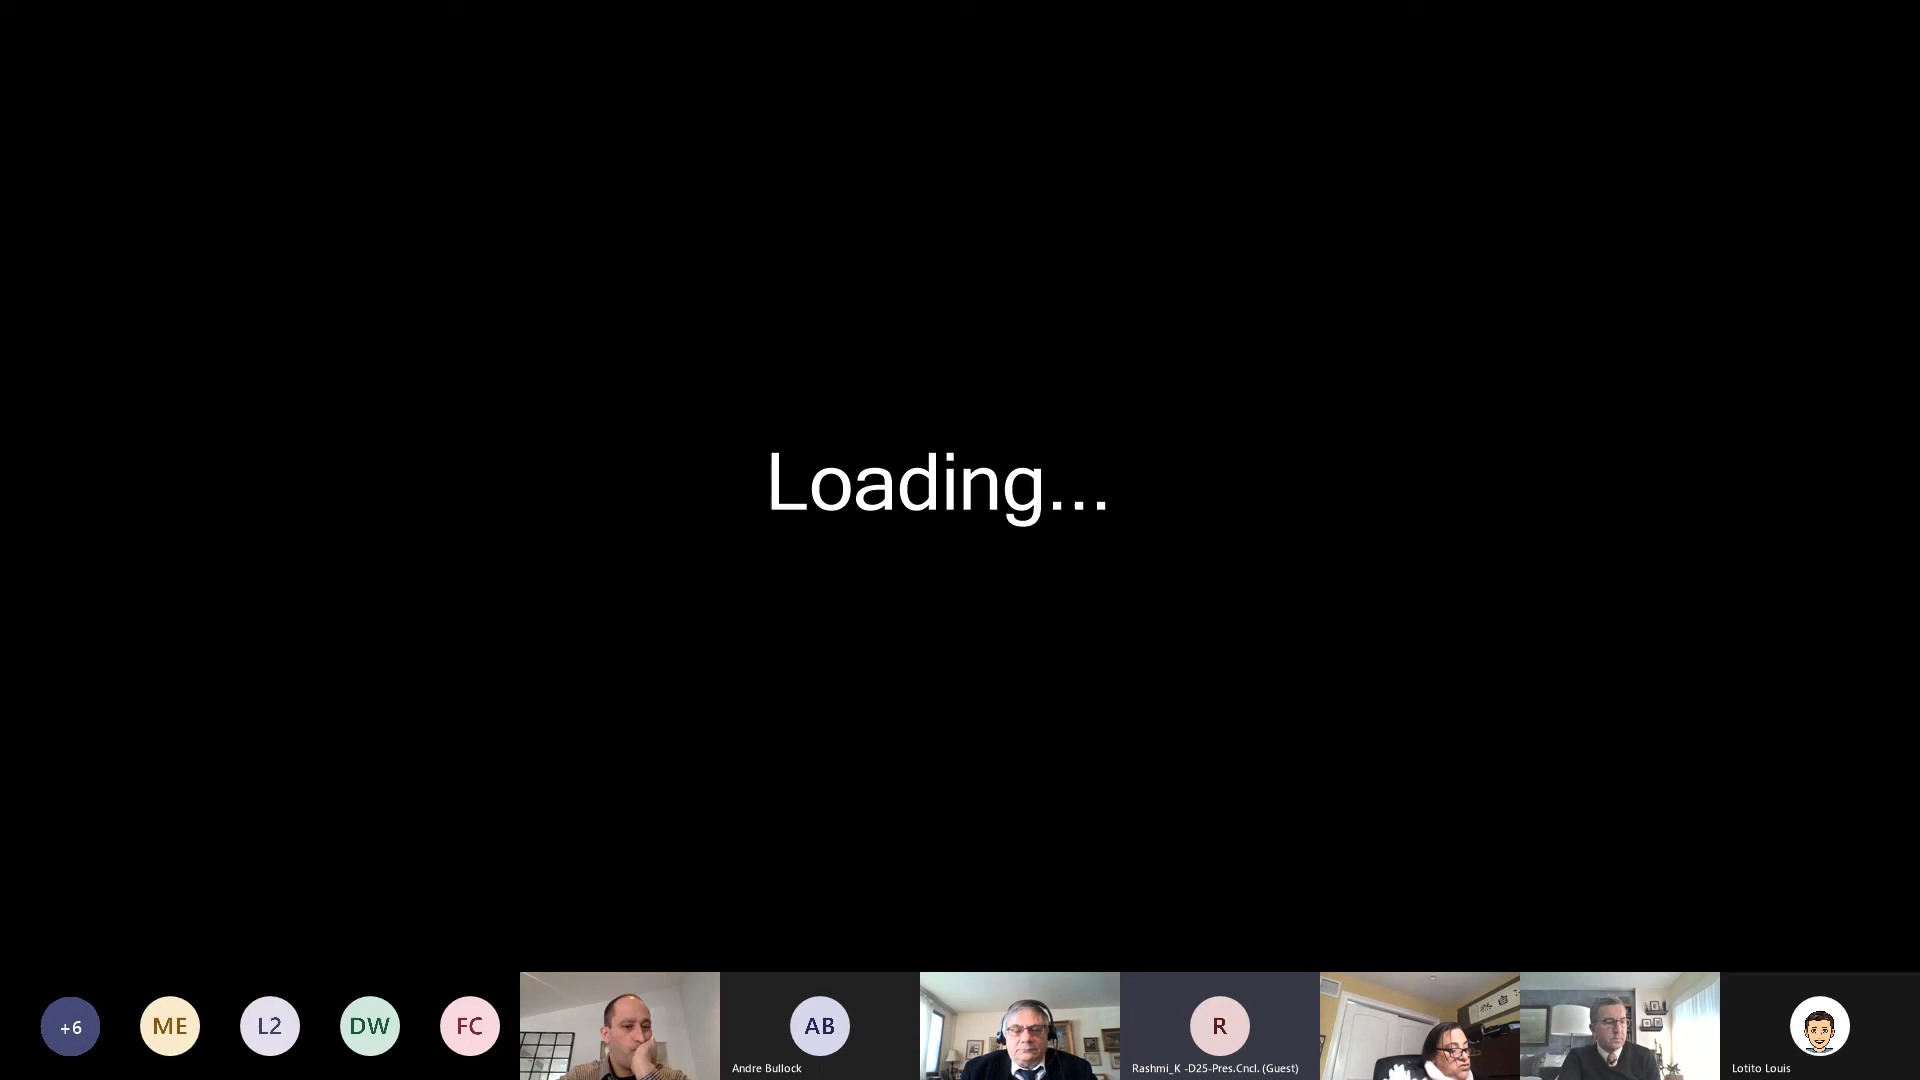 Loading...
+6
ME
L2
DW
FC
AB
Andre Bullock
R
Rashmi_K -D25-Pres.Cncl. (Guest)
Lotito Louis